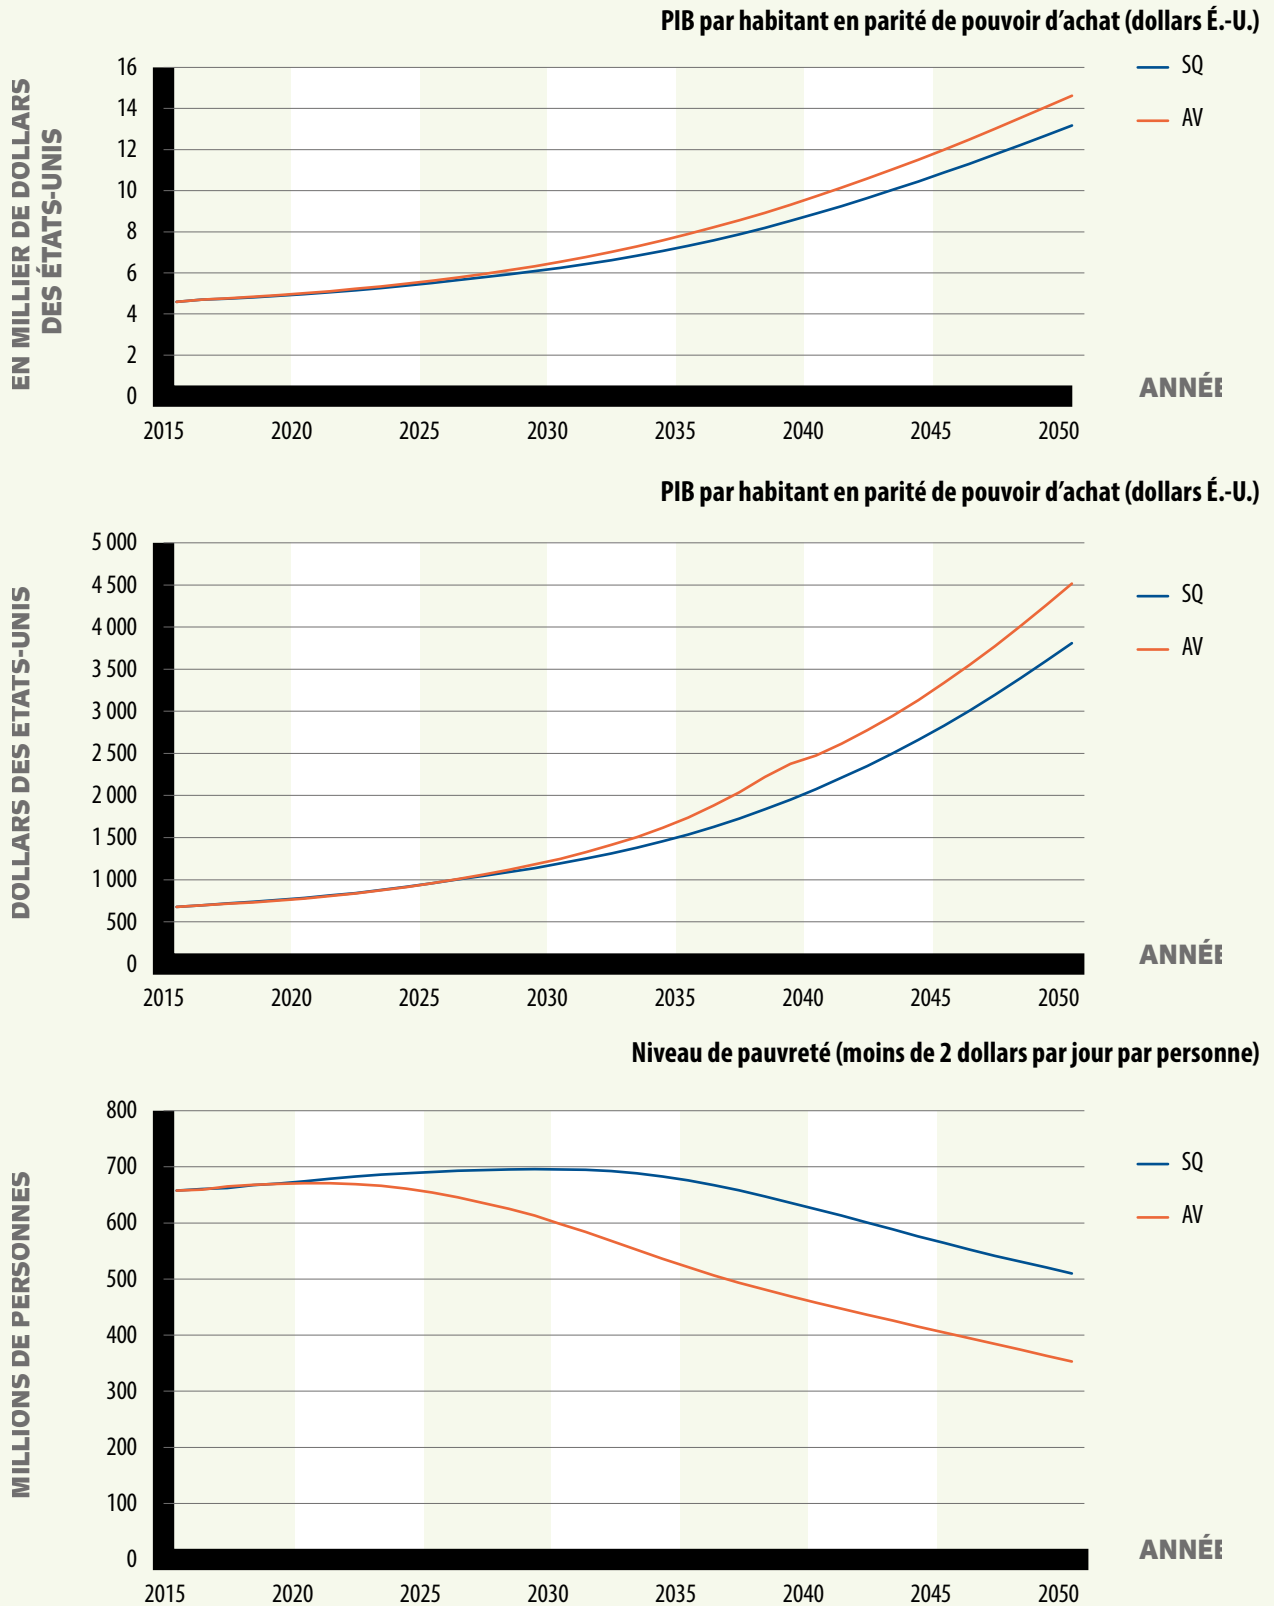 PIB par habitant en parité de pouvoir d'achat (dollars É.-U.)
EN MILLIER DE DOLLARS
DES ÉTATS-UNIS
16
14
12
10
8
6
4
2
0
SQ
AV
ANNÉE
2015 2020 2025 2030 2035 2040 2045 2050
PIB par habitant en parité de pouvoir d'achat (dollars É.-U.)
DOLLARS DES ETATS-UNIS
5 000
4 500
4 000
3 500
3 000
2 500
2 000
1 500
1 000
500
0
SQ
AV
ANNÉE
2015 2020 2025 2030 2035 2040 2045 2050
Niveau de pauvreté (moins de 2 dollars par jour par personne)
MILLIONS DE PERSONNES
800
700
600
500
400
300
200
100
0
SQ
AV
ANNÉE
2015 2020 2025 2030 2035 2040 2045 2050